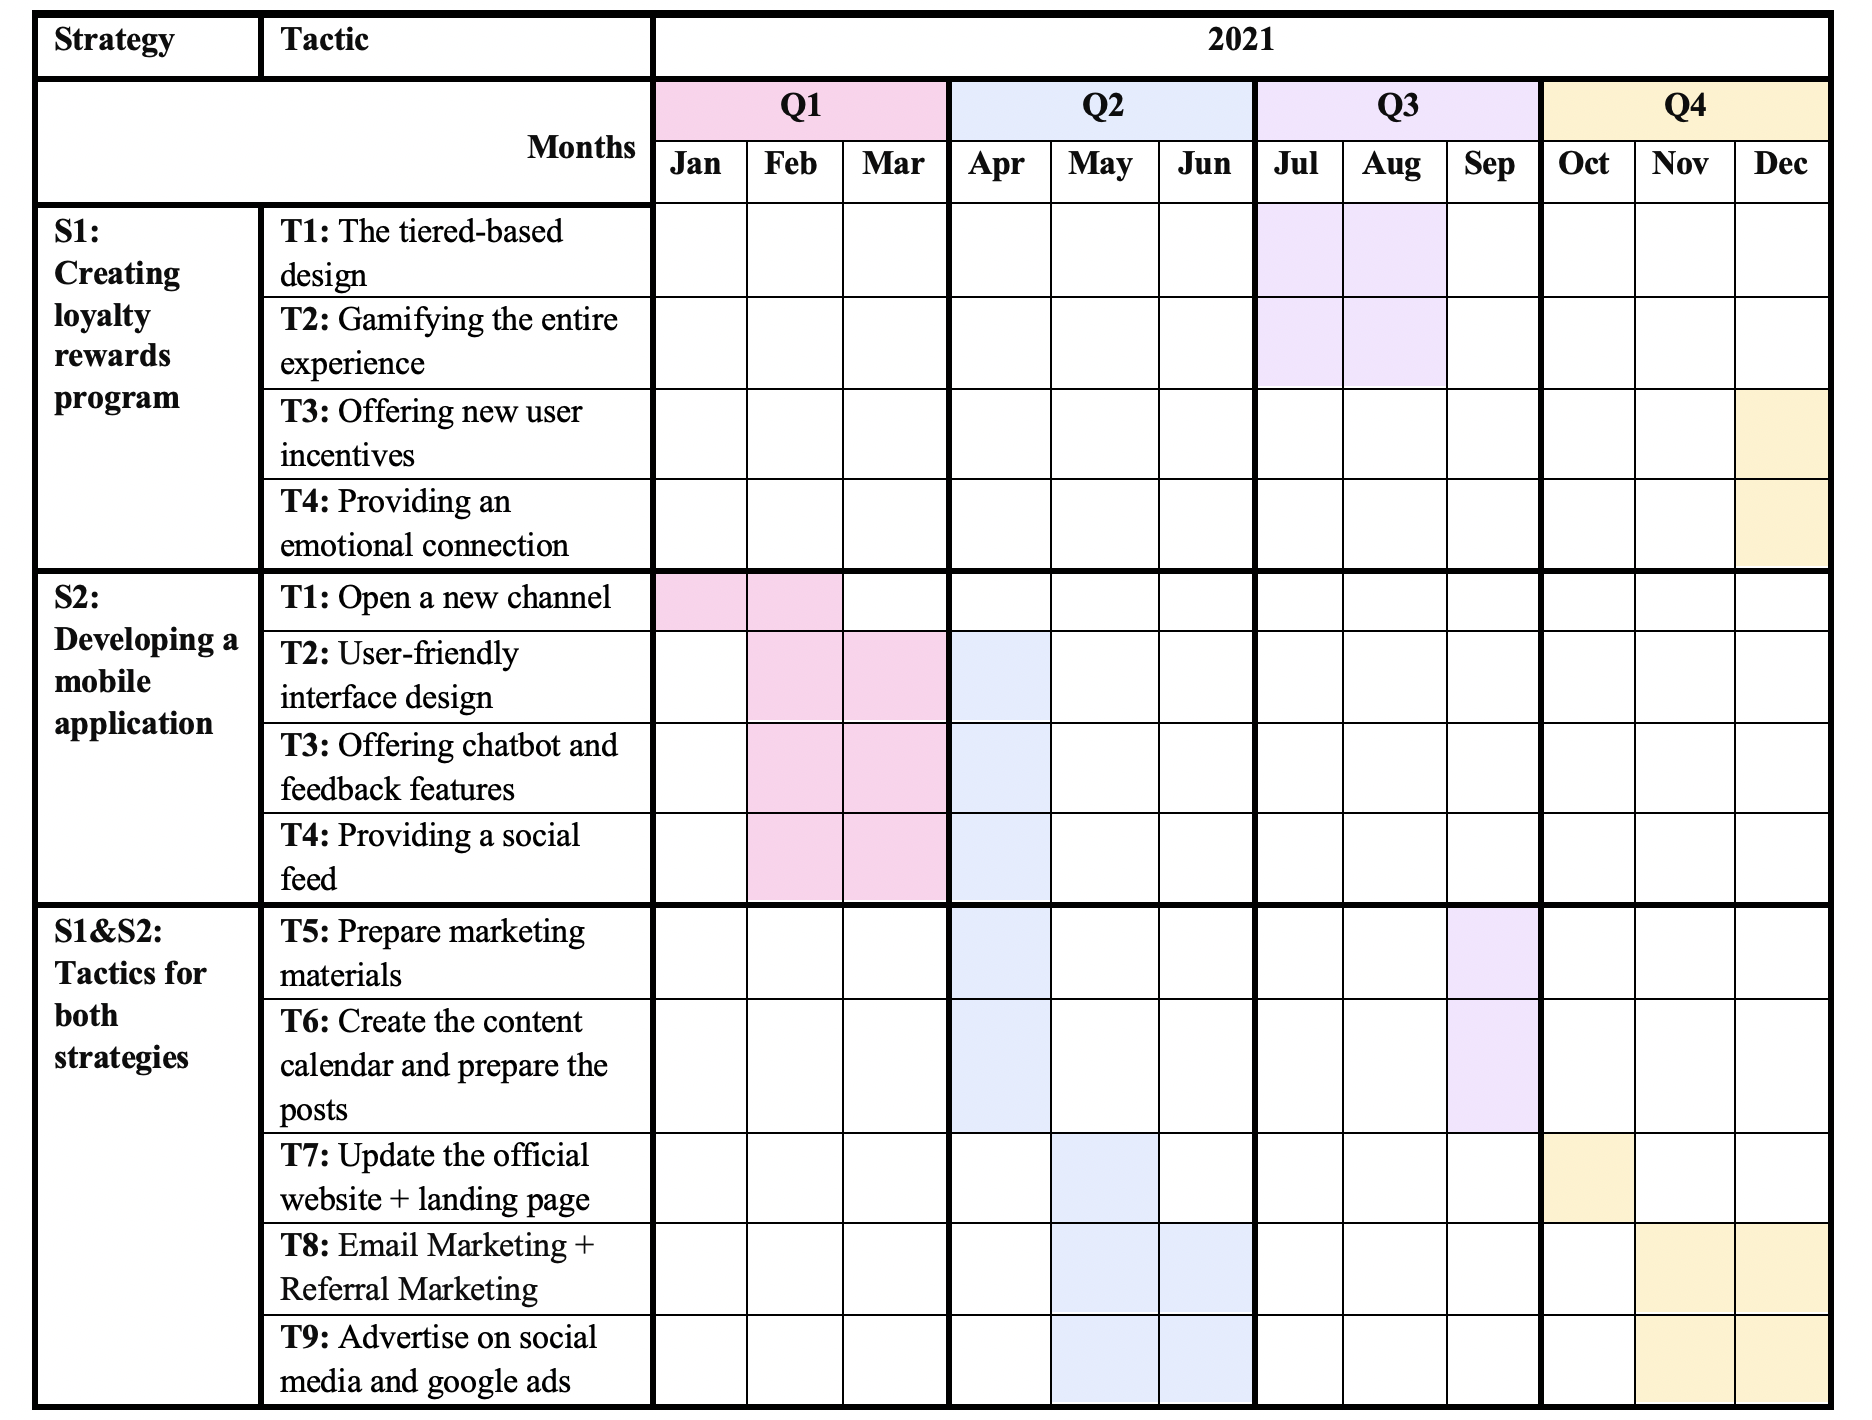 Strategy
Tactic
2021
Months
Q1
Q2
Q3
Q4
Jan
Feb
Mar
Apr
May
Jun
Jul
Aug
Sep
Oct
Nov
Dec
S1:
Creating
loyalty
rewards
program
T1: The tiered-based
design
T2: Gamifying the entire
experience
T3: Offering new user
incentives
T4: Providing an
emotional connection
S2:
Developing a
mobile
application
T1: Open a new channel
T2: User-friendly
interface design
T3: Offering chatbot and
feedback features
T4: Providing a social
feed
S1&S2:
Tactics for
both
strategies
T5: Prepare marketing
materials
T6: Create the content
calendar and prepare the
posts
T7: Update the official
website + landing page
T8: Email Marketing +
Referral Marketing
T9: Advertise on social
media and google ads